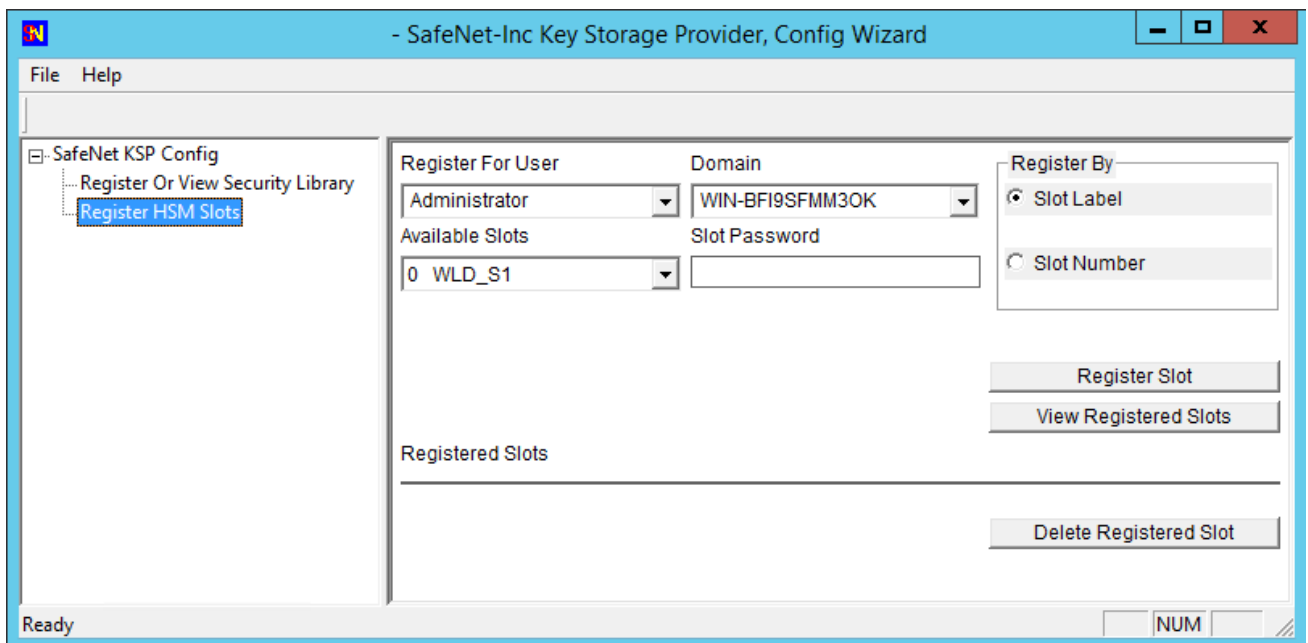 SN
- SafeNet-Inc Key Storage Provider, Config Wizard
File Help
SafeNet KSP Config
Register Or View Security Library
Register HSM Slots
Register For User Domain Register By
Administrator WIN-BFI9SFMM3OK Slot Label
Available Slots Slot Password
0 WLD_S1 Slot Number
Register Slot
View Registered Slots
Registered Slots
Delete Registered Slot
Ready NUM